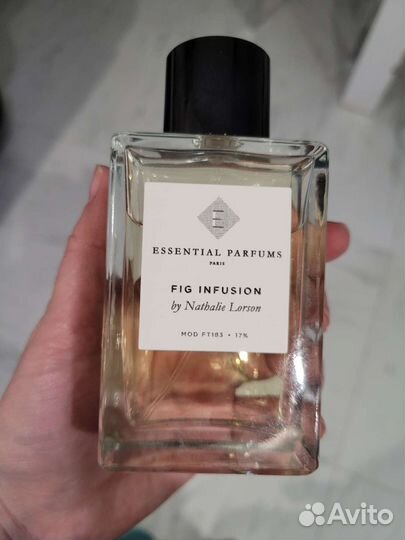 E
ESSENTIAL PARFUMS
PARIS
FIG INFUSION
by Nathalie Lorson
MOD FT183 • 17%
Avito